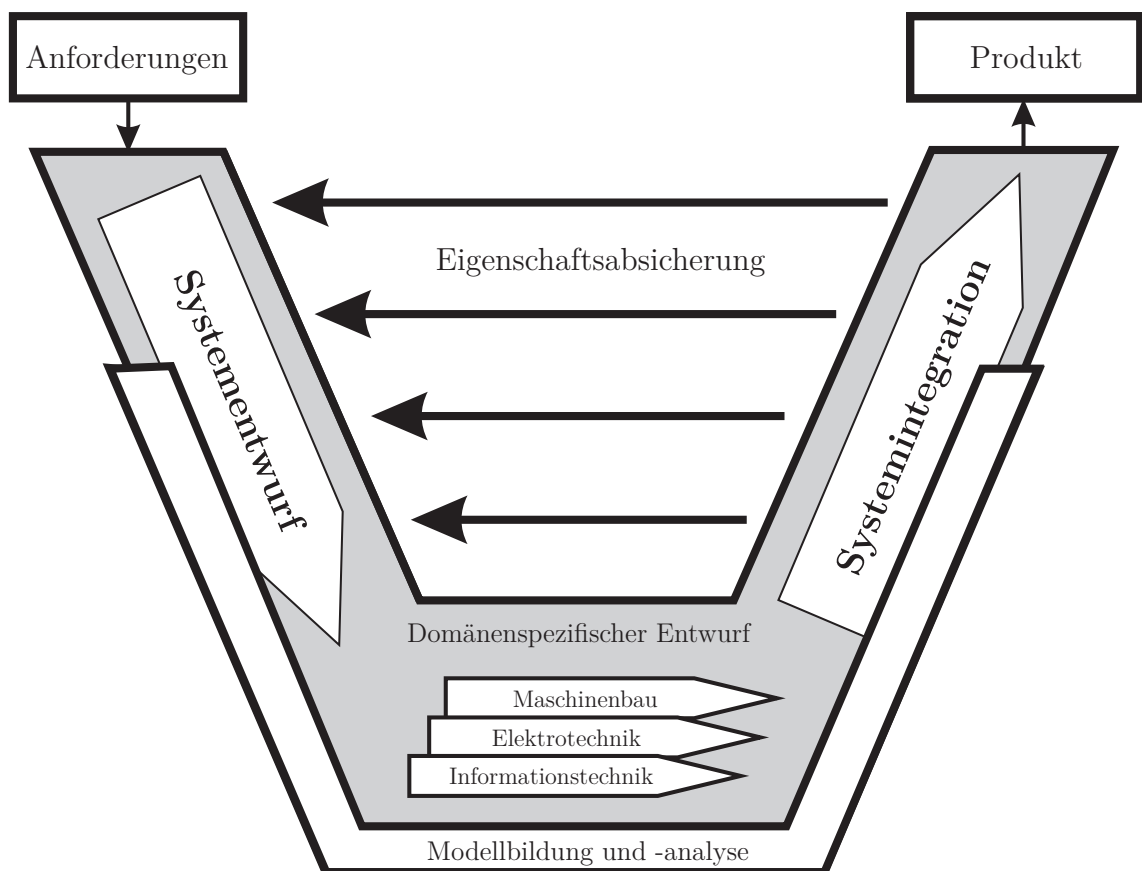 Anforderungen
Produkt
Eigenschaftsabsicherung
Systementwurf
Systemintegration
Domänenspezifischer Entwurf
Maschinenbau
Elektrotechnik
Informationstechnik
Modellbildung und -analyse